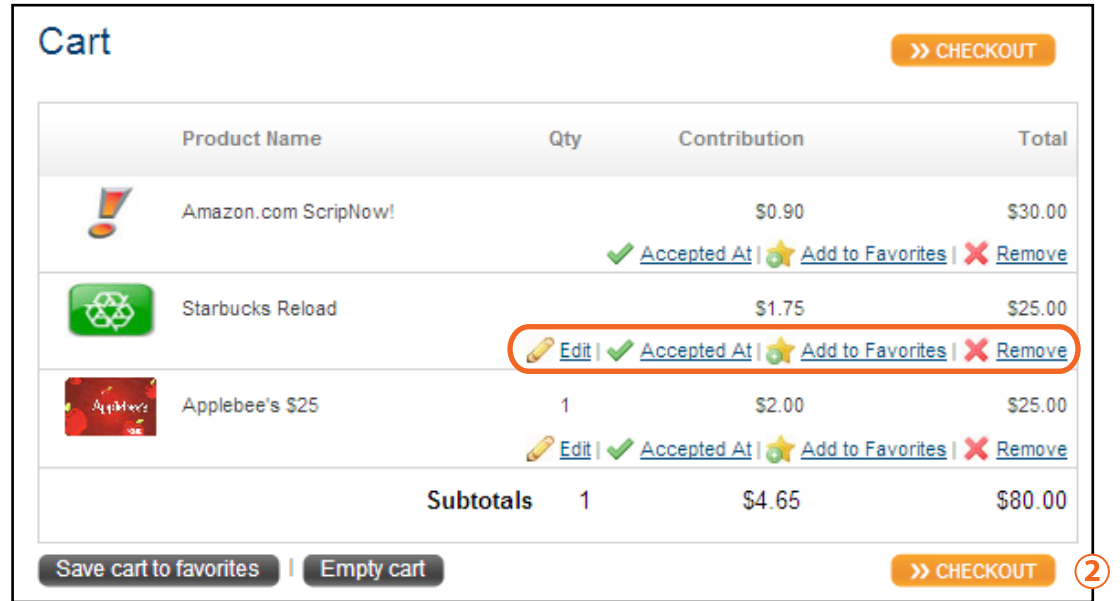 Cart
>> CHECKOUT
Product Name Qty Contribution Total
Amazon.com ScripNow! $0.90 $30.00
Accepted At | Add to Favorites | Remove
Starbucks Reload $1.75 $25.00
Edit | Accepted At | Add to Favorites | Remove
Applebee's
Applebee's $25 1 $2.00 $25.00
Edit | Accepted At | Add to Favorites | Remove
Subtotals 1 $4.65 $80.00
Save cart to favorites | Empty cart >> CHECKOUT 2